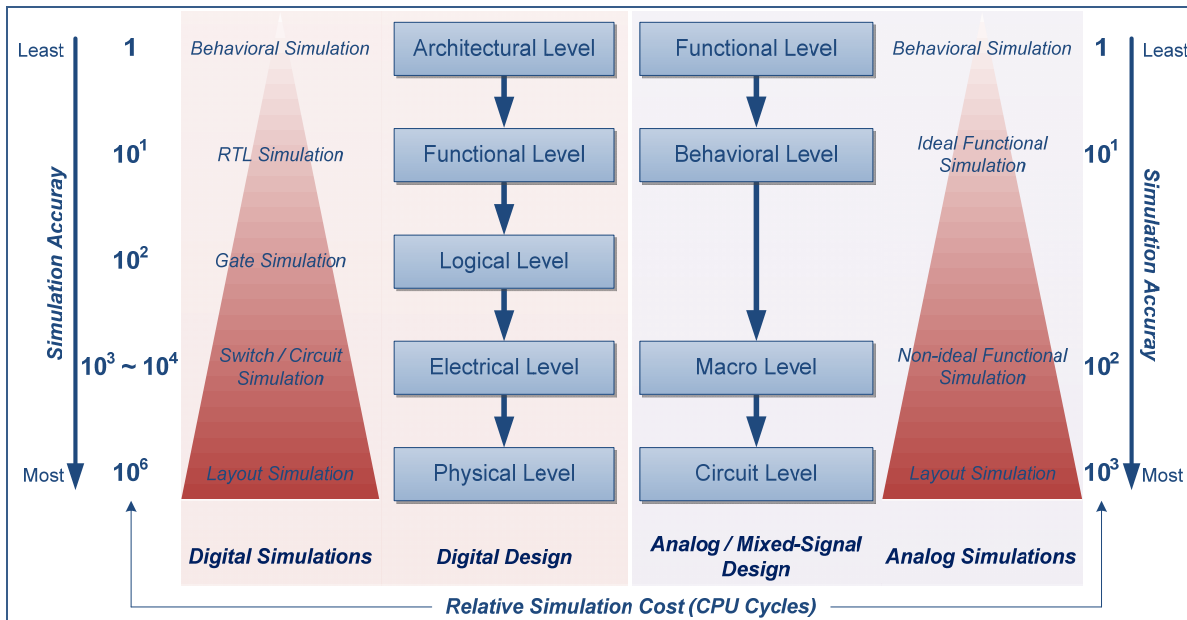 Least
1
Behavioral Simulation
Architectural Level
Functional Level
Behavioral Simulation
1
Least
10¹
RTL Simulation
Functional Level
Behavioral Level
Ideal Functional
Simulation
10¹
Simulation Accuray
10²
Gate Simulation
Logical Level
Simulation Accuray
10³ ~ 10⁴
Switch / Circuit
Simulation
Electrical Level
Macro Level
Non-ideal Functional
Simulation
10²
Most
10⁶
Layout Simulation
Physical Level
Circuit Level
Layout Simulation
10³
Most
Digital Simulations
Digital Design
Analog / Mixed-Signal
Design
Analog Simulations
Relative Simulation Cost (CPU Cycles)